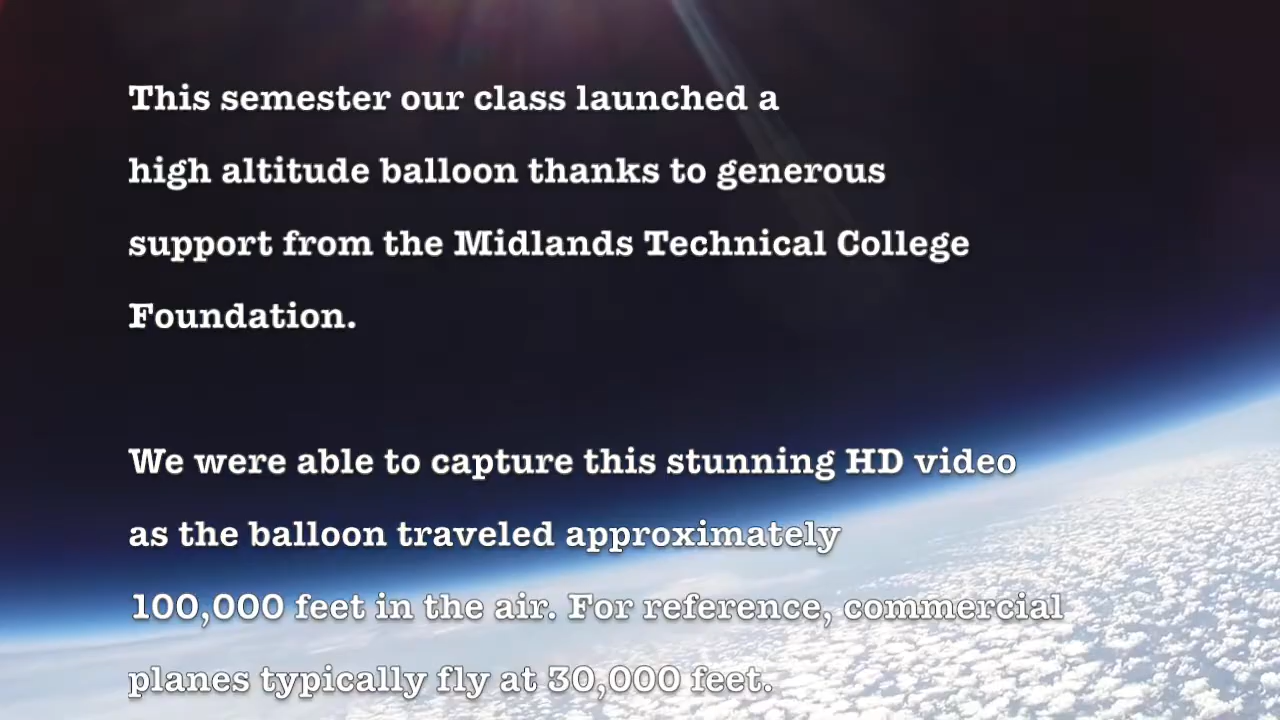 This semester our class launched a
high altitude balloon thanks to generous
support from the Midlands Technical College
Foundation.
We were able to capture this stunning HD video
as the balloon traveled approximately
100,000 feet in the air. For reference, commercial
planes typically fly at 30,000 feet.